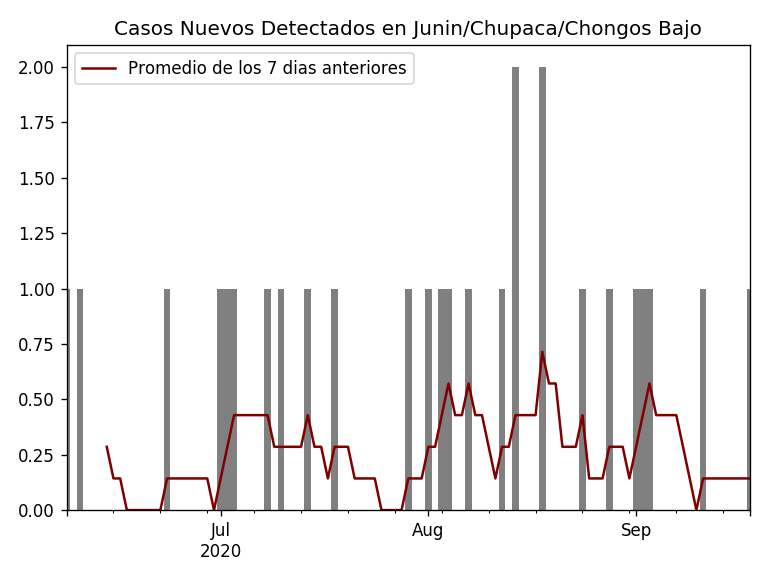 Casos Nuevos Detectados en Junin/Chupaca/Chongos Bajo
Promedio de los 7 dias anteriores
2.00
1.75
1.50
1.25
1.00
0.75
0.50
0.25
0.00
Jul
2020
Aug
Sep